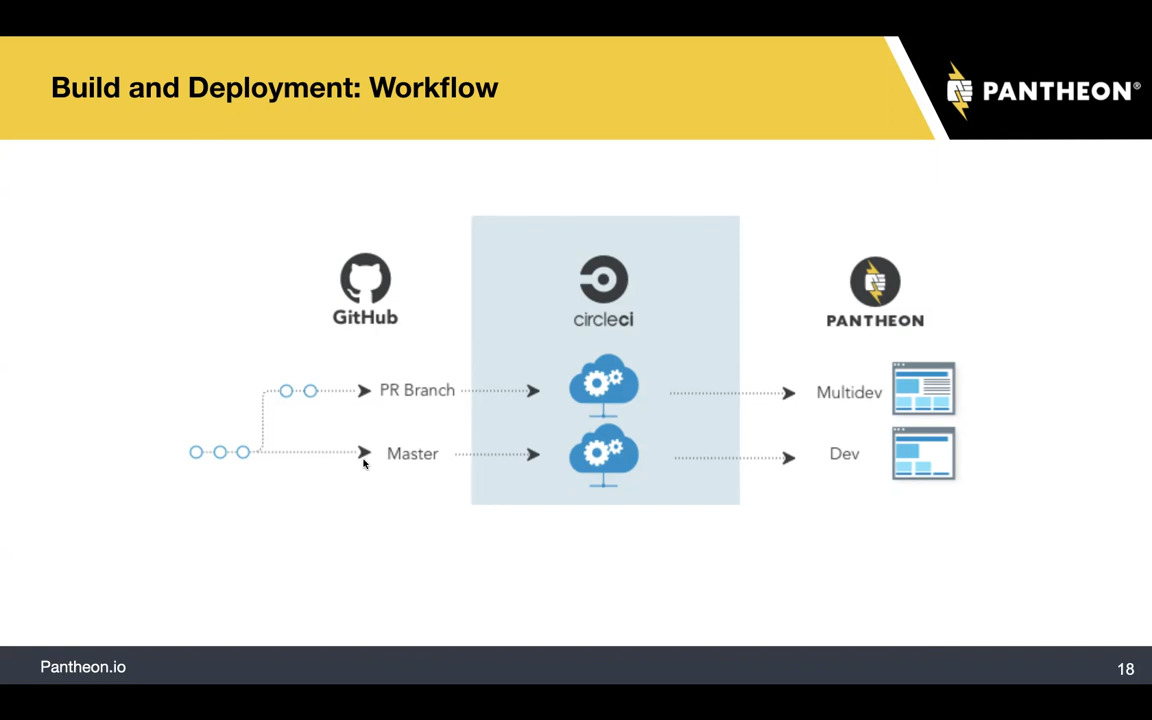 Build and Deployment: Workflow
PANTHEON®
GitHub
circleci
PANTHEON
PR Branch
Multidev
Master
Dev
Pantheon.io
18